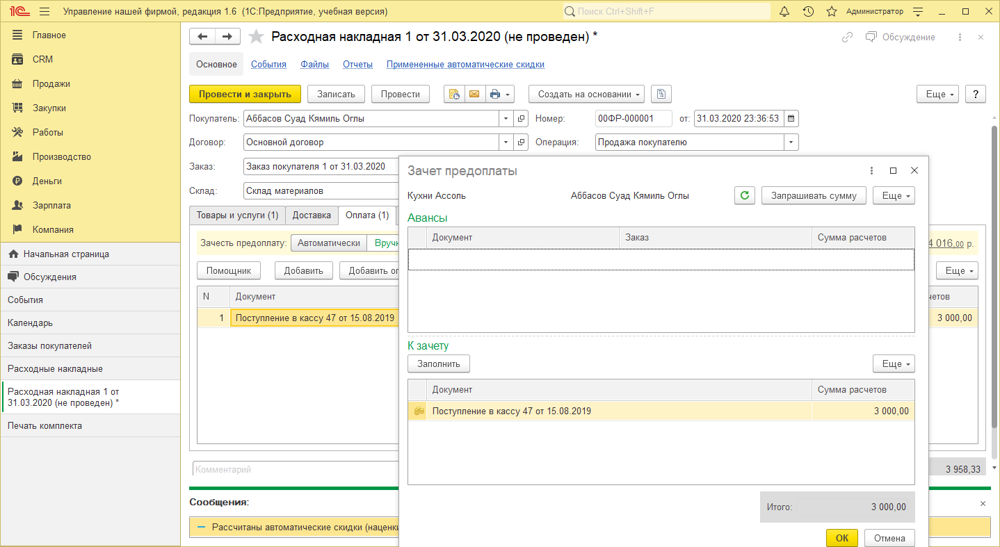 Управление нашей фирмой, редакция 1.6 (1С:Предприятие, учебная версия)
Поиск Ctrl+Shift+F
Администратор
Главное
CRM
Продажи
Закупки
Работы
Производство
Деньги
Зарплата
Компания
Начальная страница
Обсуждения
События
Календарь
Заказы покупателей
Расходные накладные
Расходная накладная 1 от
31.03.2020 (не проведен) *
Печать комплекта
Расходная накладная 1 от 31.03.2020 (не проведен) *
Обсуждение
Основное События Файлы Отчеты Примененные автоматические скидки
Провести и закрыть Записать Провести Создать на основании Еще ?
Покупатель: Аббасов Суад Кямиль Оглы Номер: 00ФР-000001 от: 31.03.2020 23:36:53
Договор: Основной договор Операция: Продажа покупателю
Заказ: Заказ покупателя 1 от 31.03.2020
Склад: Склад материалов
Товары и услуги (1) Доставка Оплата (1)
Зачесть предоплату: Автоматически Вручн 4 016,00 р.
Помощник Добавить Добавить оп Еще
N Документ четов
1 Поступление в кассу 47 от 15.08.2019 3 000,00
Комментарий 3 958,33
Сообщения:
Рассчитаны автоматические скидки (наценки
Зачет предоплаты
Кухни Ассоль Аббасов Суад Кямиль Оглы Запрашивать сумму Еще
Авансы
Документ Заказ Сумма расчетов
К зачету
Заполнить Еще
Документ Сумма расчетов
Поступление в кассу 47 от 15.08.2019 3 000,00
Итого: 3 000,00
ОК Отмена